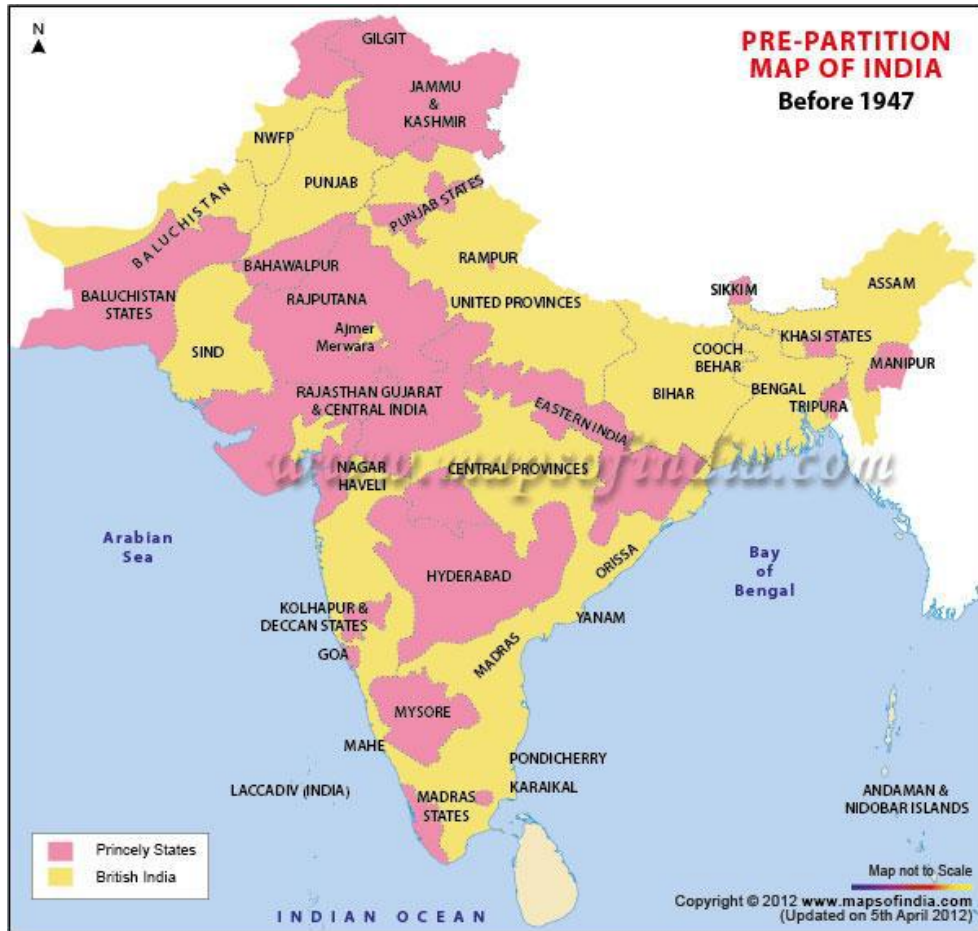 N
PRE-PARTITION
MAP OF INDIA
Before 1947
GILGIT
JAMMU
&
KASHMIR
NWFP
PUNJAB
BALUCHISTAN
PUNJAB STATES
BAHAWALPUR
RAMPUR
BALUCHISTAN
STATES
RAJPUTANA
UNITED PROVINCES
SIKKIM
ASSAM
Ajmer
Merwara
SIND
KHASI STATES
COOCH
BEHAR
MANIPUR
RAJASTHAN GUJARAT
& CENTRAL INDIA
EASTERN INDIA
BIHAR
BENGAL
TRIPURA
www.mapsofindia.com
NAGAR
HAVELI
CENTRAL PROVINCES
Arabian
Sea
Bay
of
Bengal
HYDERABAD
ORISSA
KOLHAPUR &
DECCAN STATES
YANAM
GOA
MADRAS
MYSORE
MAHE
PONDICHERRY
LACCADIV (INDIA)
MADRAS
STATES
KARAIKAL
ANDAMAN &
NIDOBAR ISLANDS
Princely States
British India
Map not to Scale
Copyright © 2012 www.mapsofindia.com
(Updated on 5th April 2012)
INDIAN OCEAN